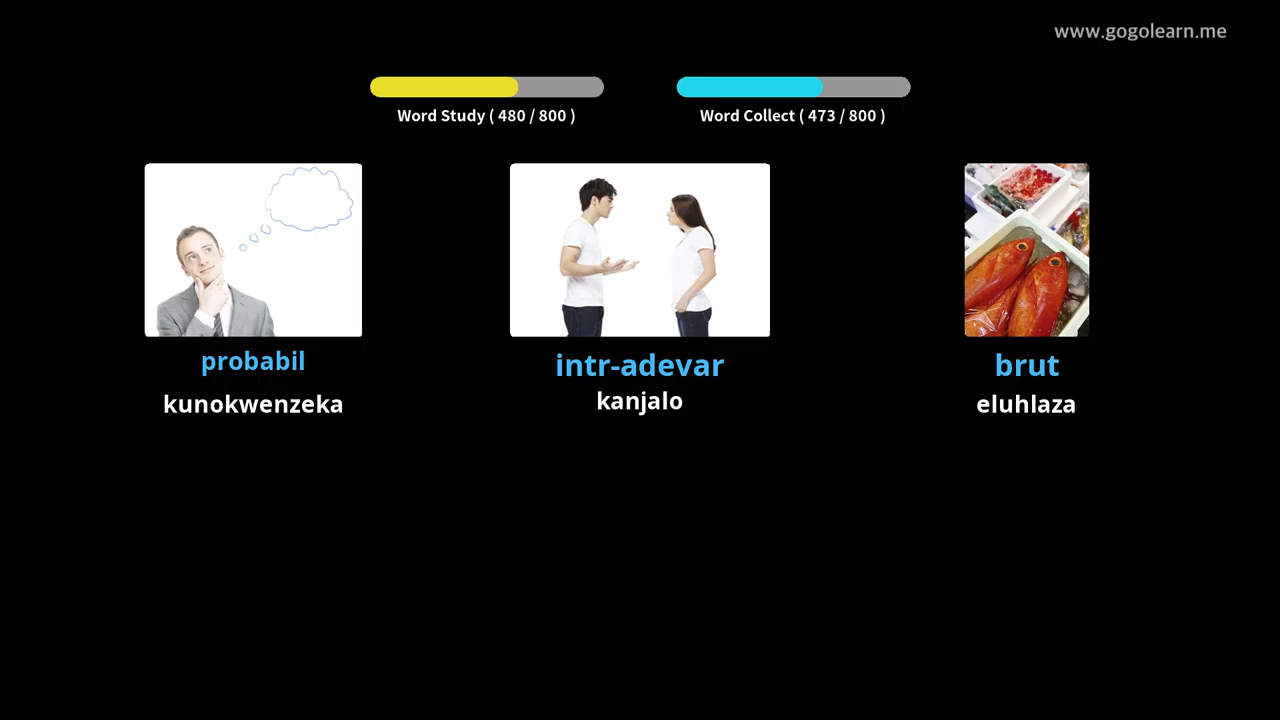 www.gogolearn.me
Word Study ( 480 / 800 )
Word Collect ( 473 / 800 )
probabil
kunokwenzeka
intr-adevar
kanjalo
brut
eluhlaza